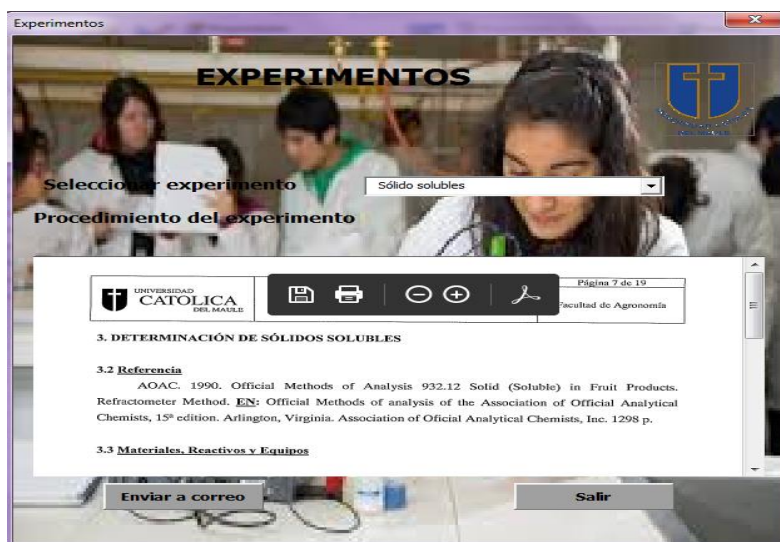 Experimentos
EXPERIMENTOS
DEL MAULE
Seleccionar experimento
Sólido solubles
Procedimiento del experimento
UNIVERSIDAD
CATOLICA
DEL MAULE
Página 7 de 19
Facultad de Agronomía
3. DETERMINACIÓN DE SÓLIDOS SOLUBLES
3.2 Referencia
AOAC. 1990. Official Methods of Analysis 932.12 Solid (Soluble) in Fruit Products.
Refractometer Method. EN: Official Methods of analysis of the Association of Official Analytical
Chemists, 15ª edition. Arlington, Virginia. Association of Oficial Analytical Chemists, Inc. 1298 p.
3.3 Materiales, Reactivos y Equipos
Enviar a correo
Salir